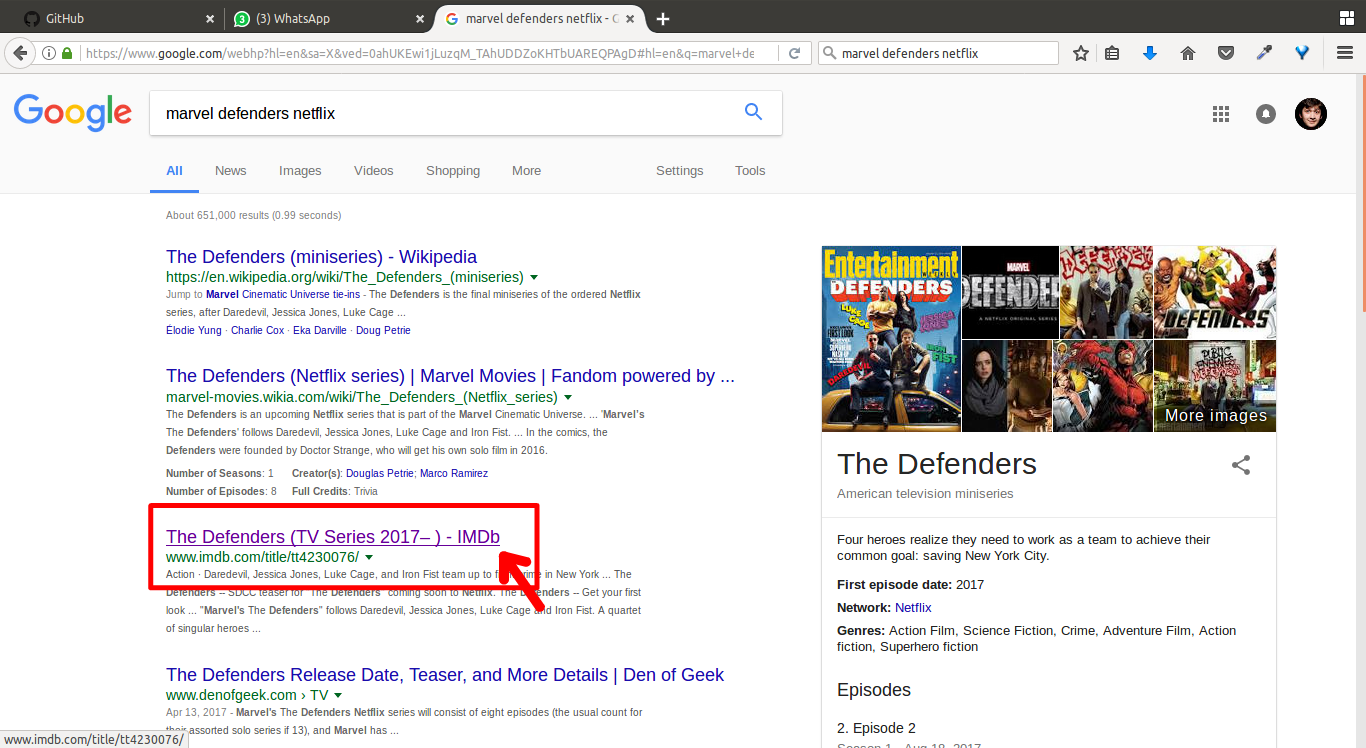 GitHub
(3) WhatsApp
marvel defenders netflix - G
https://www.google.com/webhp?hl=en&sa=X&ved=0ahUKEwi1jLuzqM_TAhUDDZoKHTbUAREQPAgD#hl=en&q=marvel+de
marvel defenders netflix
Google
marvel defenders netflix
All News Images Videos Shopping More Settings Tools
About 651,000 results (0.99 seconds)
The Defenders (miniseries) - Wikipedia
https://en.wikipedia.org/wiki/The_Defenders_(miniseries)
Jump to Marvel Cinematic Universe tie-ins - The Defenders is the final miniseries of the ordered Netflix
series, after Daredevil, Jessica Jones, Luke Cage ...
Élodie Yung · Charlie Cox · Eka Darville · Doug Petrie
The Defenders (Netflix series) | Marvel Movies | Fandom powered by ...
marvel-movies.wikia.com/wiki/The_Defenders_(Netflix_series)
The Defenders is an upcoming Netflix series that is part of the Marvel Cinematic Universe. ... 'Marvel's
The Defenders' follows Daredevil, Jessica Jones, Luke Cage and Iron Fist. ... In the comics, the
Defenders were founded by Doctor Strange, who will get his own solo film in 2016.
Number of Seasons: 1 Creator(s): Douglas Petrie; Marco Ramirez
Number of Episodes: 8 Full Credits: Trivia
The Defenders (TV Series 2017– ) - IMDb
www.imdb.com/title/tt4230076/
Action · Daredevil, Jessica Jones, Luke Cage, and Iron Fist team up to fight crime in New York ... The
Defenders -- SDCC teaser for "The Defenders" coming soon to Netflix. The Defenders -- Get your first
look ... "Marvel's The Defenders" follows Daredevil, Jessica Jones, Luke Cage and Iron Fist. A quartet
of singular heroes ...
The Defenders Release Date, Teaser, and More Details | Den of Geek
www.denofgeek.com › TV
Apr 13, 2017 - Marvel's The Defenders Netflix series will consist of eight episodes (the usual count for
their assorted solo series if 13), and Marvel has ...
www.imdb.com/title/tt4230076/
Entertainment
DEFENDERS
LUKE CAGE
JESSICA JONES
IRON FIST
DAREDEVIL
MARVEL
DEFENDERS
A NETFLIX ORIGINAL SERIES
DEFENDERS
More images
The Defenders
American television miniseries
Four heroes realize they need to work as a team to achieve their
common goal: saving New York City.
First episode date: 2017
Network: Netflix
Genres: Action Film, Science Fiction, Crime, Adventure Film, Action
fiction, Superhero fiction
Episodes
2. Episode 2
Season 1 - Aug 18, 2017